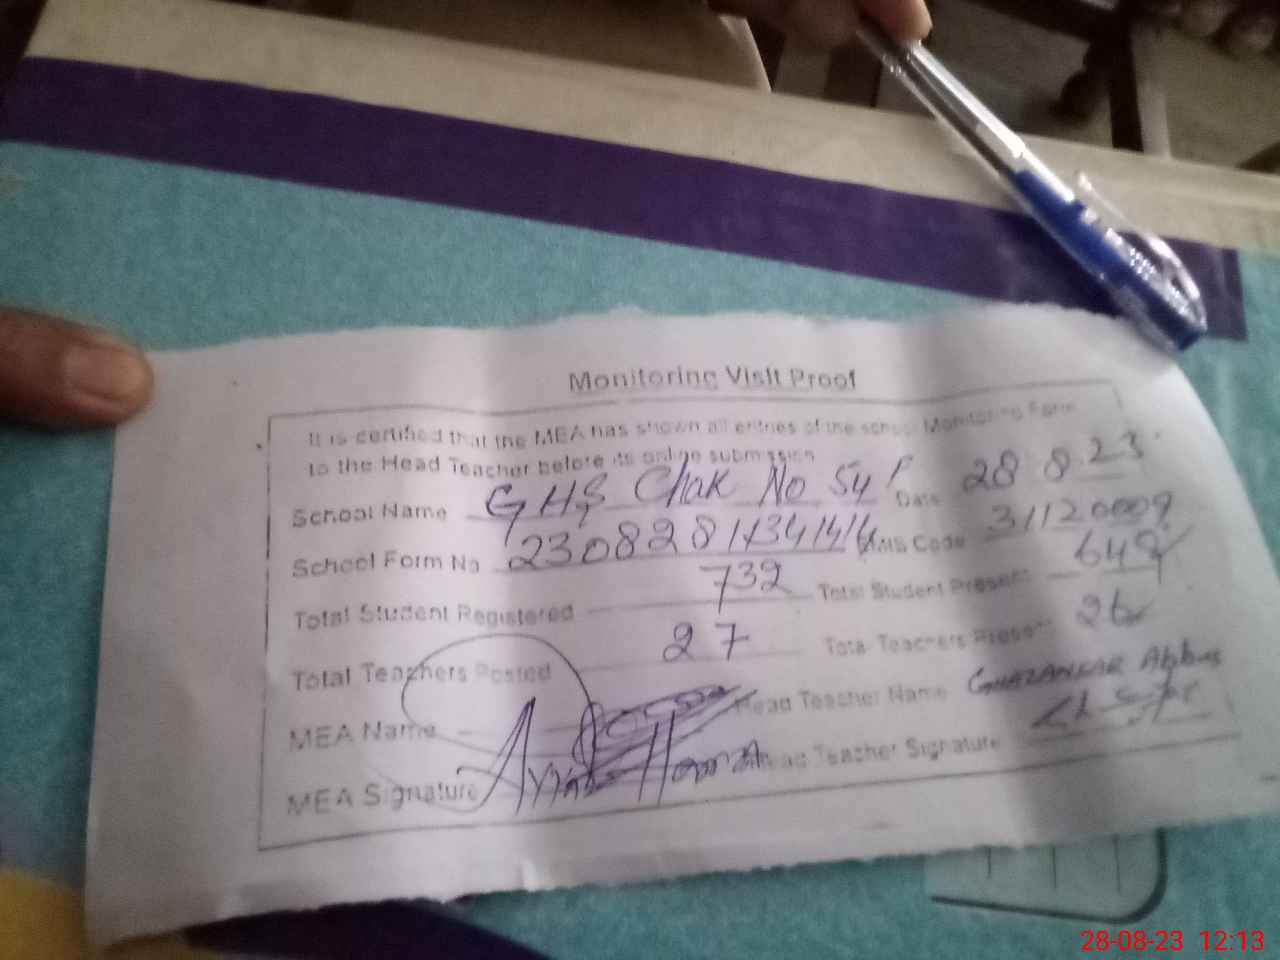 Monitoring Visit Proof
It is certified that the MEA has shown all entries of the school Monitoring Form
to the Head Teacher before its online submission
School Name GHS Chak No 54 P Date 28 8 23
School Form No EMIS Code 31120009
Total Student Registered 732 Total Student Present 649
Total Teachers Posted 27 Total Teachers Present 26
MEA Name Head Teacher Name GHAZANFAR Abbas
MEA Signature Head Teacher Signature
28-08-23 12:13